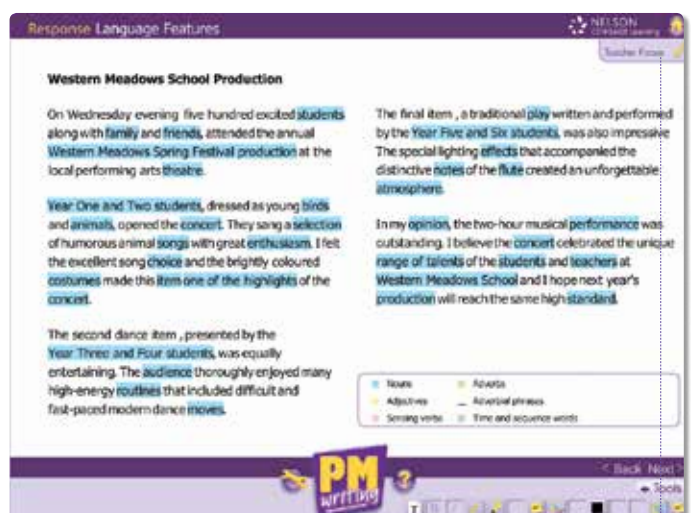 Response Language Features
NELSON
CENGAGE Learning
Teacher Focus
Western Meadows School Production
On Wednesday evening five hundred excited students
along with family and friends, attended the annual
Western Meadows Spring Festival production at the
local performing arts theatre.
Year One and Two students, dressed as young birds
and animals, opened the concert. They sang a selection
of humorous animal songs with great enthusiasm. I felt
the excellent song choice and the brightly coloured
costumes made this item one of the highlights of the
concert.
The second dance item , presented by the
Year Three and Four students, was equally
entertaining. The audience thoroughly enjoyed many
high-energy routines that included difficult and
fast-paced modern dance moves.
The final item , a traditional play written and performed
by the Year Five and Six students, was also impressive
The special lighting effects that accompanied the
distinctive notes of the flute created an unforgettable
atmosphere.
In my opinion, the two-hour musical performance was
outstanding. I believe the concert celebrated the unique
range of talents of the students and teachers at
Western Meadows School and I hope next year's
production will reach the same high standard.
Nouns
Adverbs
Adjectives
Adverbial phrases
Sensing verbs
Time and sequence words
PM
writing
?
< Back Next >
Tools
T